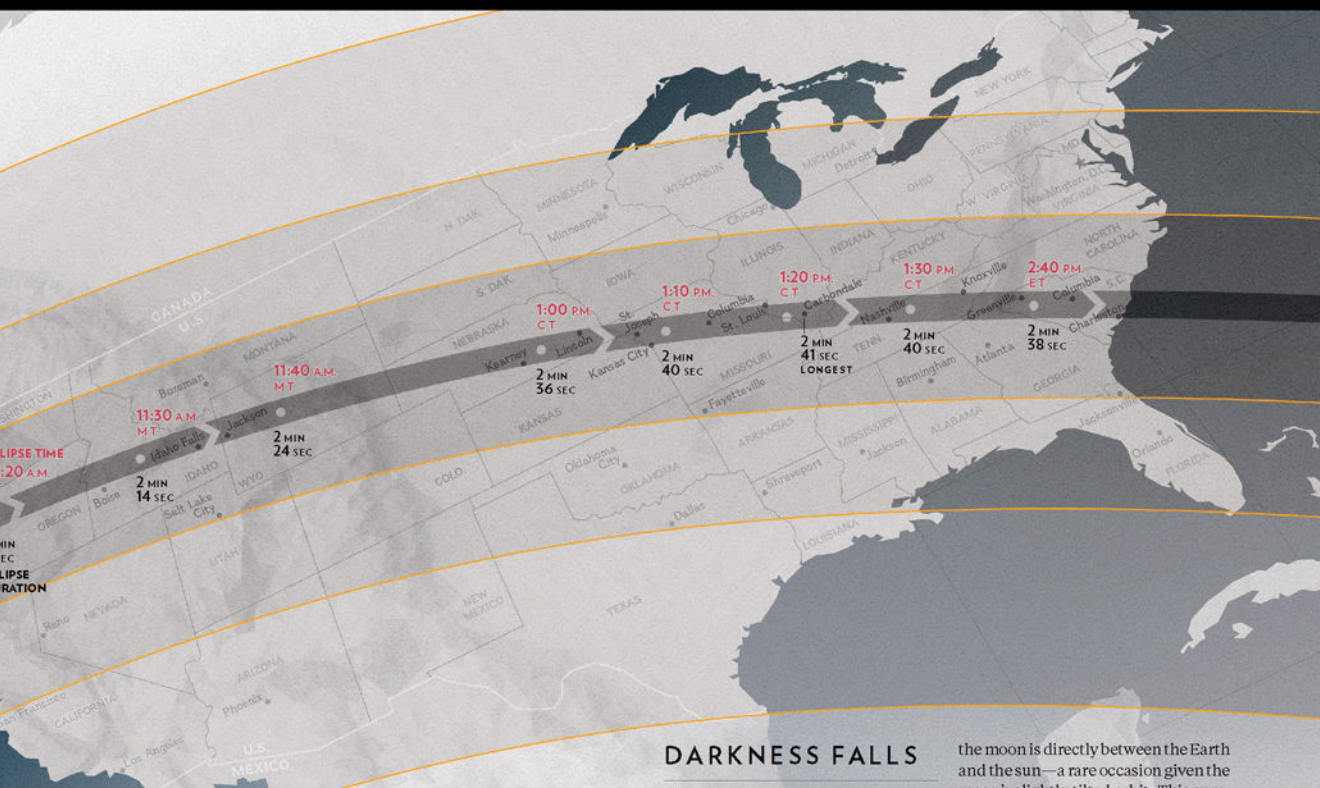 NEW YORK
PENNSYLVANIA
MD.
MICHIGAN
Detroit
OHIO
W. VIRGINIA
Washington, D.C.
VIRGINIA
MINNESOTA
Minneapolis
WISCONSIN
Chicago
N. DAK.
CANADA
U.S.
S. DAK.
IOWA
ILLINOIS
INDIANA
KENTUCKY
NORTH
CAROLINA
MONTANA
NEBRASKA
1:00 P.M.
CT
1:10 P.M.
CT
1:20 P.M.
CT
1:30 P.M.
CT
2:40 P.M.
ET
Knoxville
Carbondale
Columbia
St. Louis
St.
Joseph
Nashville
Greenville
Columbia
S.C.
Charleston
Kearney
Lincoln
Kansas City
2 MIN
36 SEC
2 MIN
40 SEC
2 MIN
41 SEC
LONGEST
2 MIN
40 SEC
2 MIN
38 SEC
MISSOURI
TENN.
Atlanta
Birmingham
GEORGIA
Fayetteville
KANSAS
Bozeman
11:40 A.M.
MT
11:30 A.M.
MT
Jackson
Idaho Falls
2 MIN
24 SEC
2 MIN
14 SEC
IDAHO
WYO
Boise
Salt Lake
City
OREGON
SHINGTON
LIPSE TIME
:20 A.M.
MIN
EC
LIPSE
RATION
COLO
Oklahoma
City
OKLAHOMA
ARKANSAS
MISSISSIPPI
Jackson
ALABAMA
Jacksonville
Orlando
FLORIDA
Shreveport
Dallas
LOUISIANA
UTAH
NEVADA
Reno
NEW
MEXICO
TEXAS
ARIZONA
Phoenix
San Francisco
CALIFORNIA
Los Angeles
U.S.
MEXICO
DARKNESS FALLS
the moon is directly between the Earth
and the sun—a rare occasion given the